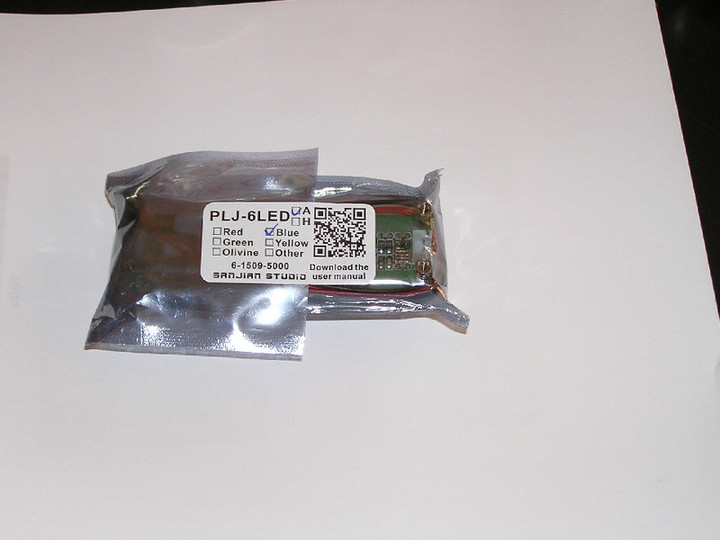 PLJ-6LED ☑A
☐H
☐Red ☑Blue
☐Green ☐Yellow
☐Olivine ☐Other
6-1509-5000 Download the
SANJIAN STUDIO user manual